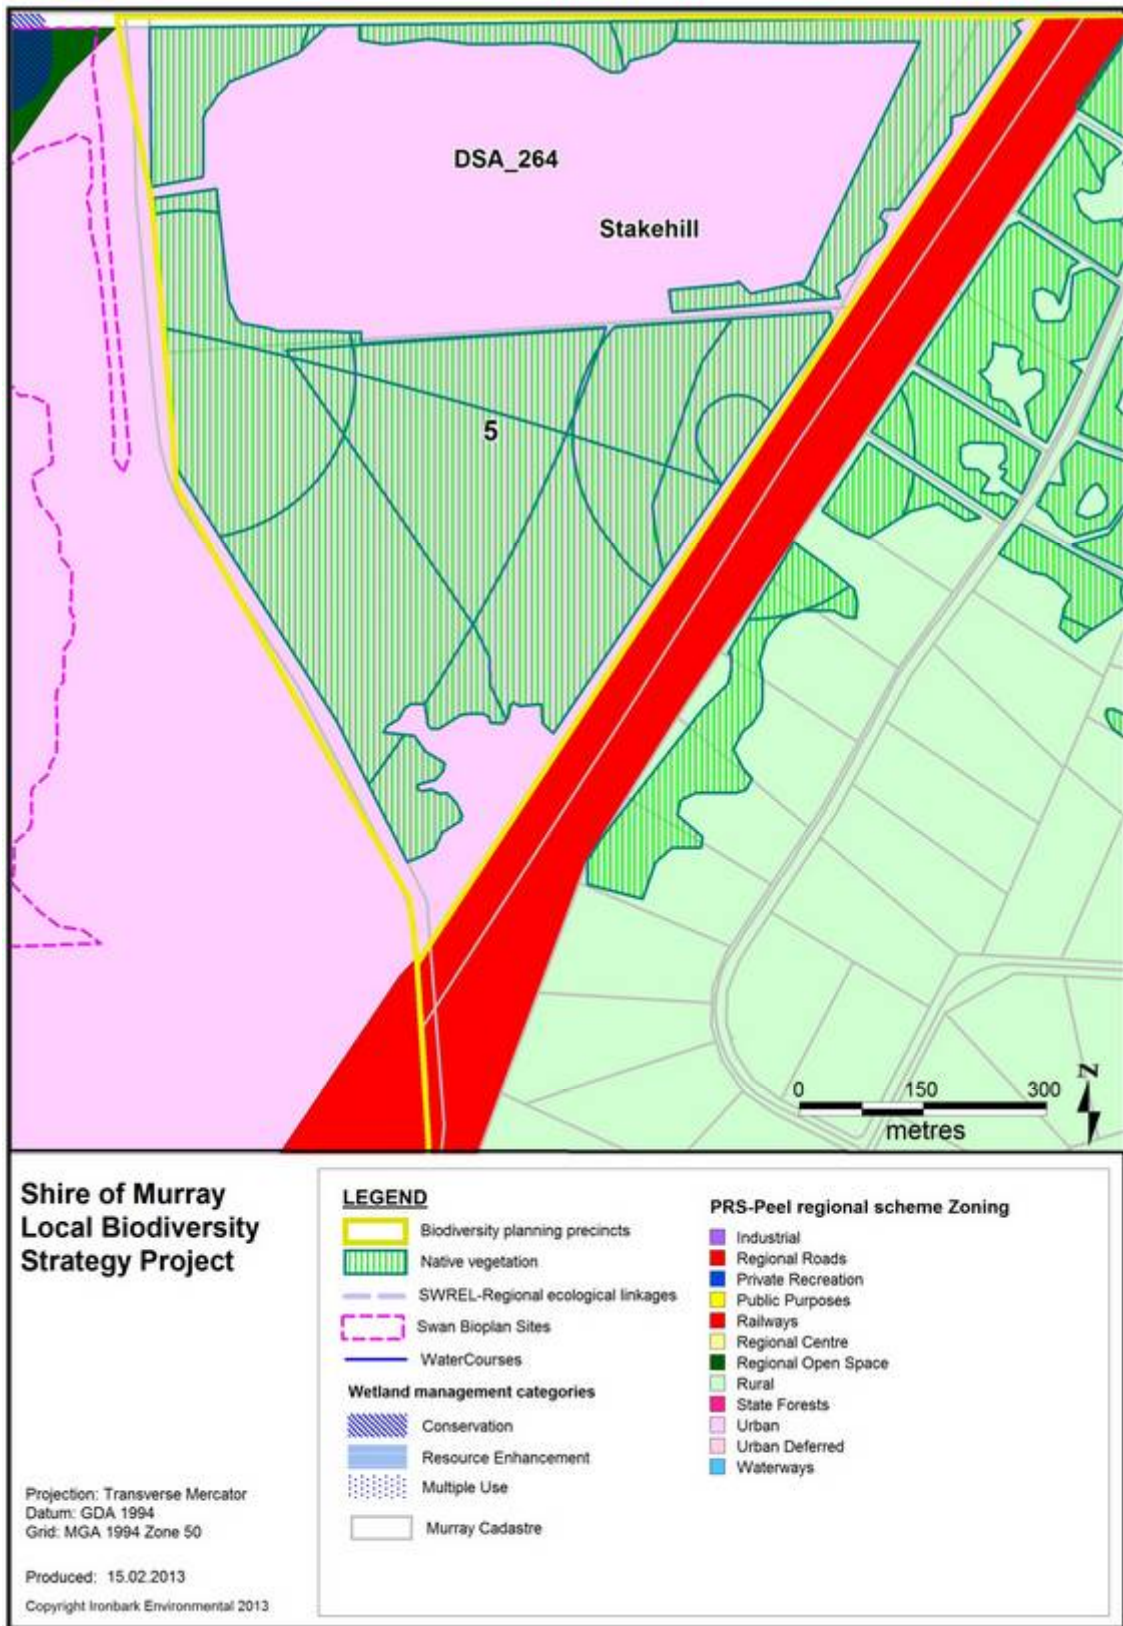 DSA_264
Stakehill
5
0 150 300
metres
N
Shire of Murray
Local Biodiversity
Strategy Project
Projection: Transverse Mercator
Datum: GDA 1994
Grid: MGA 1994 Zone 50
Produced: 15.02.2013
Copyright Ironbark Environmental 2013
LEGEND
Biodiversity planning precincts
Native vegetation
SWREL-Regional ecological linkages
Swan Bioplan Sites
WaterCourses
Wetland management categories
Conservation
Resource Enhancement
Multiple Use
Murray Cadastre
PRS-Peel regional scheme Zoning
Industrial
Regional Roads
Private Recreation
Public Purposes
Railways
Regional Centre
Regional Open Space
Rural
State Forests
Urban
Urban Deferred
Waterways